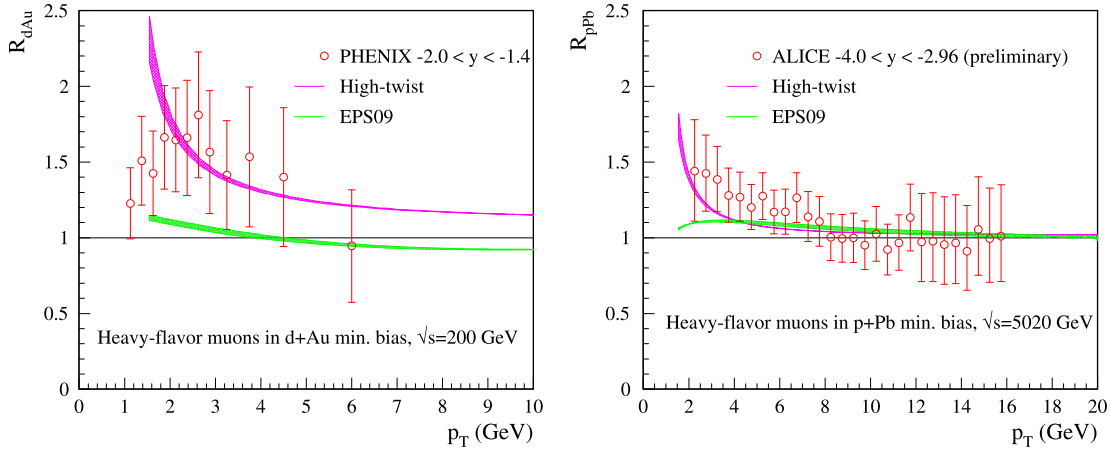 R_dAu
2.5
2
1.5
1
0.5
0
PHENIX -2.0 < y < -1.4
High-twist
EPS09
Heavy-flavor muons in d+Au min. bias, √s=200 GeV
0 1 2 3 4 5 6 7 8 9 10
p_T (GeV)
R_pPb
2.5
2
1.5
1
0.5
0
ALICE -4.0 < y < -2.96 (preliminary)
High-twist
EPS09
Heavy-flavor muons in p+Pb min. bias, √s=5020 GeV
0 2 4 6 8 10 12 14 16 18 20
p_T (GeV)